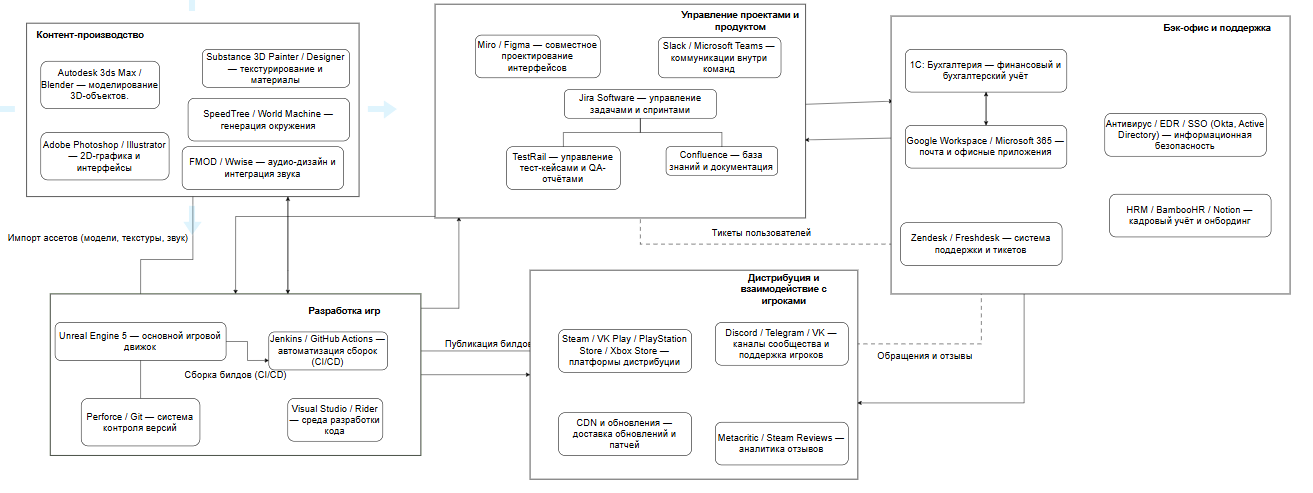 Контент-производство
Autodesk 3ds Max /
Blender — моделирование
3D-объектов.
Substance 3D Painter / Designer
— текстурирование и
материалы
SpeedTree / World Machine —
генерация окружения
Adobe Photoshop / Illustrator
— 2D-графика и
интерфейсы
FMOD / Wwise — аудио-дизайн и
интеграция звука
Управление проектами и
продуктом
Miro / Figma — совместное
проектирование
интерфейсов
Slack / Microsoft Teams —
коммуникации внутри
команд
Jira Software — управление
задачами и спринтами
TestRail — управление
тест-кейсами и QA-
отчётами
Confluence — база
знаний и документация
Бэк-офис и поддержка
1С: Бухгалтерия — финансовый и
бухгалтерский учёт
Google Workspace / Microsoft 365 —
почта и офисные приложения
Антивирус / EDR / SSO (Okta, Active
Directory) — информационная
безопасность
HRM / BambooHR / Notion —
кадровый учёт и онбординг
Zendesk / Freshdesk — система
поддержки и тикетов
Импорт ассетов (модели, текстуры, звук)
Тикеты пользователей
Разработка игр
Unreal Engine 5 — основной игровой
движок
Jenkins / GitHub Actions —
автоматизация сборок
(CI/CD)
Сборка билдов (CI/CD)
Perforce / Git — система
контроля версий
Visual Studio / Rider
— среда разработки
кода
Публикация билдов
Дистрибуция и
взаимодействие с
игроками
Steam / VK Play / PlayStation
Store / Xbox Store —
платформы дистрибуции
Discord / Telegram / VK —
каналы сообщества и
поддержка игроков
CDN и обновления —
доставка обновлений и
патчей
Metacritic / Steam Reviews —
аналитика отзывов
Обращения и отзывы